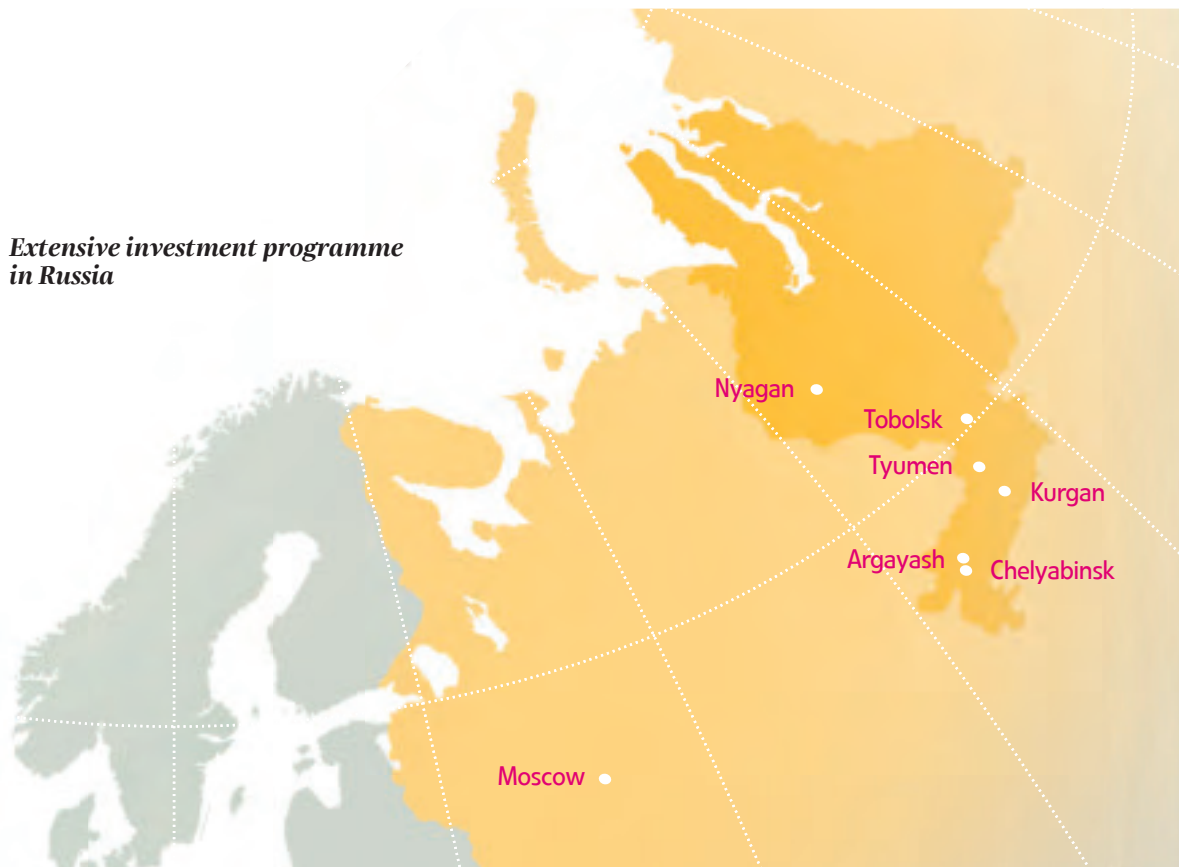 Extensive investment programme
in Russia
Nyagan
Tobolsk
Tyumen
Kurgan
Argayash
Chelyabinsk
Moscow